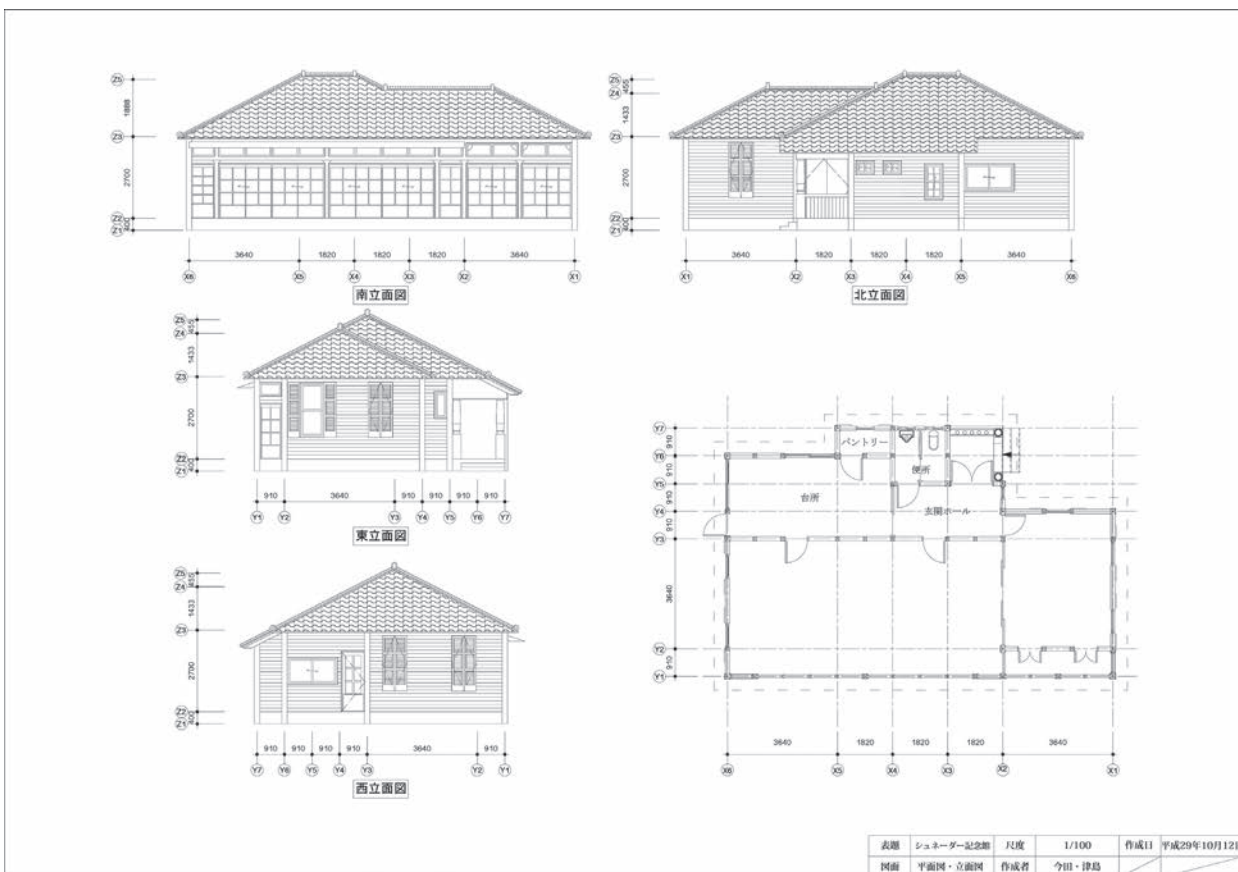 Z5
Z3
Z2
Z1
1888
2700
400
3640 1820 1820 1820 3640
X6 X5 X4 X3 X2 X1
南立面図
Z5
Z4
Z3
Z2
Z1
455
1433
2700
400
3640 1820 1820 1820 3640
X1 X2 X3 X4 X5 X6
北立面図
Z5
Z4
Z3
Z2
Z1
455
1433
2700
400
910 3640 910 910 910 910
Y1 Y2 Y3 Y4 Y5 Y6 Y7
東立面図
Z5
Z4
Z3
Z2
Z1
455
1433
2700
400
910 910 910 910 3640 910
Y7 Y6 Y5 Y4 Y3 Y2 Y1
西立面図
Y7
Y6
Y5
Y4
Y3
Y2
Y1
910
910
910
910
3640
910
パントリー
便所
台所
玄関ホール
3640 1820 1820 1820 3640
X6 X5 X4 X3 X2 X1
表題 シュネーダー記念館 尺度 1/100 作成日 平成29年10月12日
図面 平面図・立面図 作成者 今田・津島